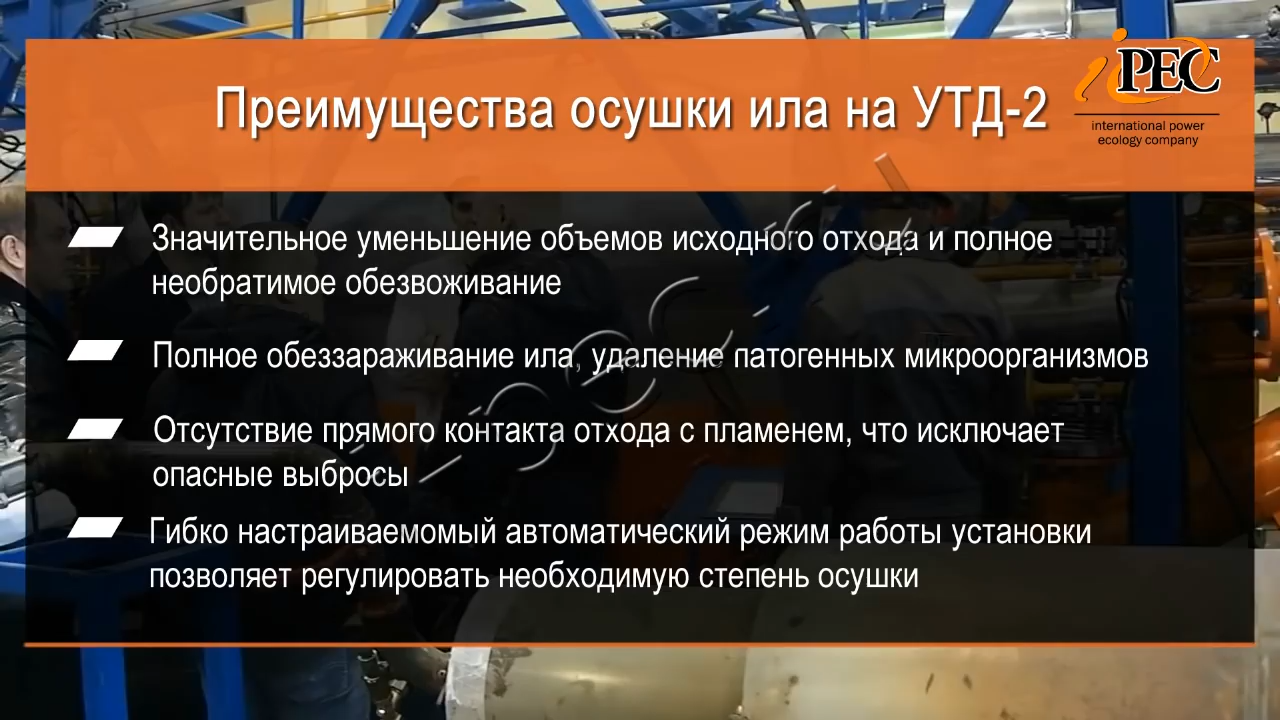 Преимущества осушки ила на УТД-2
iPEC
international power
ecology company
Значительное уменьшение объемов исходного отхода и полное
необратимое обезвоживание
Полное обеззараживание ила, удаление патогенных микроорганизмов
Отсутствие прямого контакта отхода с пламенем, что исключает
опасные выбросы
Гибко настраиваемомый автоматический режим работы установки
позволяет регулировать необходимую степень осушки